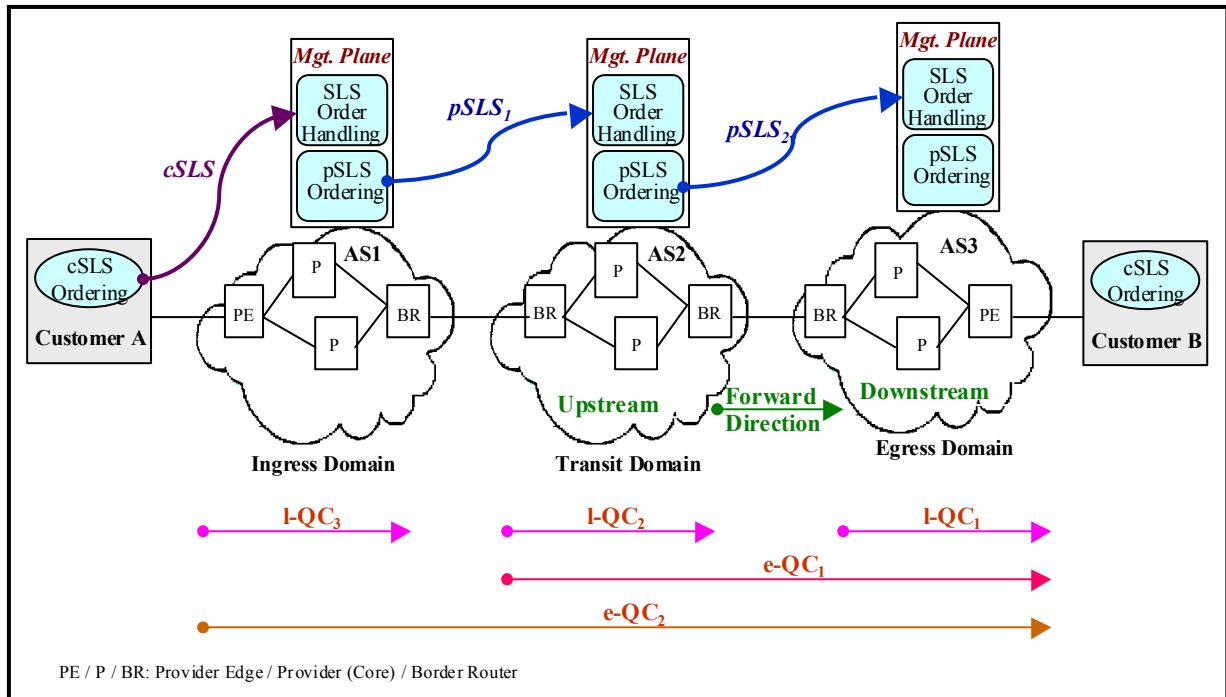 Mgt. Plane
SLS
Order
Handling
pSLS
Ordering
Mgt. Plane
SLS
Order
Handling
pSLS
Ordering
Mgt. Plane
SLS
Order
Handling
pSLS
Ordering
cSLS
pSLS1
pSLS2
cSLS
Ordering
Customer A
AS1
PE
P
P
BR
AS2
BR
P
P
BR
AS3
BR
P
P
PE
cSLS
Ordering
Customer B
Upstream
Forward
Direction
Downstream
Ingress Domain
Transit Domain
Egress Domain
l-QC3
l-QC2
l-QC1
e-QC1
e-QC2
PE / P / BR: Provider Edge / Provider (Core) / Border Router